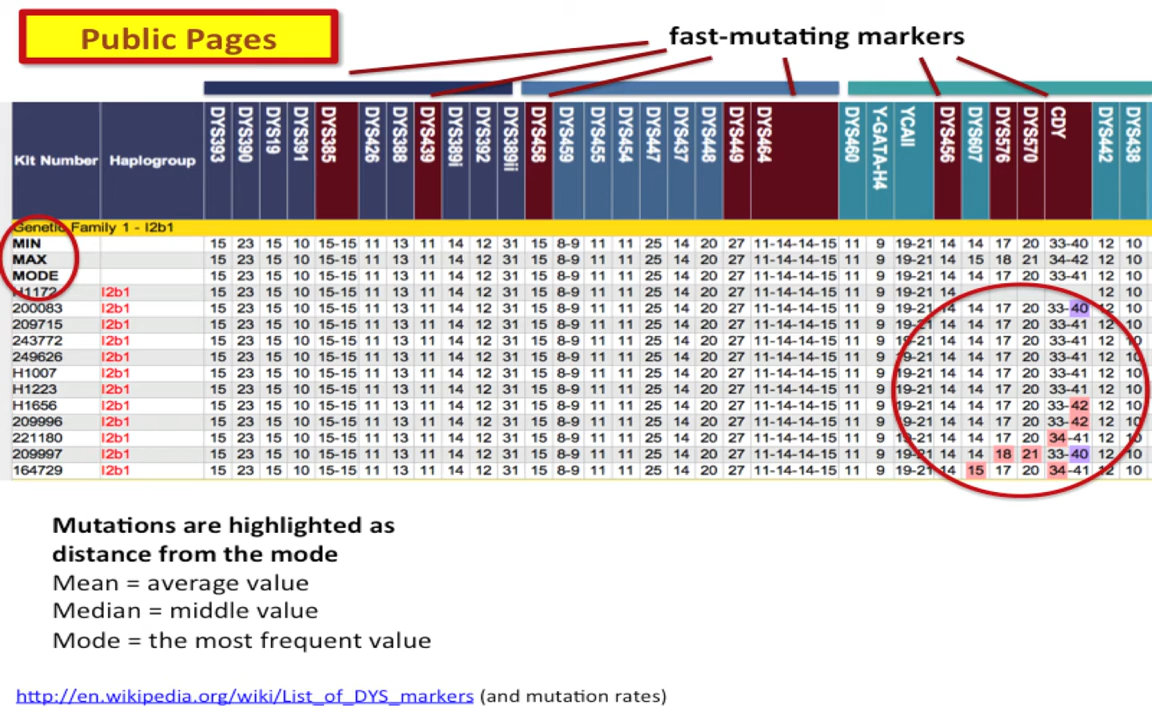 Public Pages
fast-mutating markers
Kit Number Haplogroup DYS393 DYS390 DYS19 DYS391 DYS385 DYS426 DYS388 DYS439 DYS389i DYS392 DYS389ii DYS458 DYS459 DYS455 DYS454 DYS447 DYS437 DYS448 DYS449 DYS464 DYS460 Y-GATA-H4 YCAII DYS456 DYS607 DYS576 DYS570 CDY DYS442 DYS438
Genetic Family 1 - I2b1
MIN 15 23 15 10 15-15 11 13 11 14 12 31 15 8-9 11 11 25 14 20 27 11-14-14-15 11 9 19-21 14 14 17 20 33-40 12 10
MAX 15 23 15 10 15-15 11 13 11 14 12 31 15 8-9 11 11 25 14 20 27 11-14-14-15 11 9 19-21 14 15 18 21 34-42 12 10
MODE 15 23 15 10 15-15 11 13 11 14 12 31 15 8-9 11 11 25 14 20 27 11-14-14-15 11 9 19-21 14 14 17 20 33-41 12 10
H1172 I2b1 15 23 15 10 15-15 11 13 11 14 12 31 15 8-9 11 11 25 14 20 27 11-14-14-15 11 9 19-21 14 12 10
200083 I2b1 15 23 15 10 15-15 11 13 11 14 12 31 15 8-9 11 11 25 14 20 27 11-14-14-15 11 9 19-21 14 14 17 20 33-40 12 10
209715 I2b1 15 23 15 10 15-15 11 13 11 14 12 31 15 8-9 11 11 25 14 20 27 11-14-14-15 11 9 19-21 14 14 17 20 33-41 12 10
243772 I2b1 15 23 15 10 15-15 11 13 11 14 12 31 15 8-9 11 11 25 14 20 27 11-14-14-15 11 9 19-21 14 14 17 20 33-41 12 10
249626 I2b1 15 23 15 10 15-15 11 13 11 14 12 31 15 8-9 11 11 25 14 20 27 11-14-14-15 11 9 19-21 14 14 17 20 33-41 12 10
H1007 I2b1 15 23 15 10 15-15 11 13 11 14 12 31 15 8-9 11 11 25 14 20 27 11-14-14-15 11 9 19-21 14 14 17 20 33-41 12 10
H1223 I2b1 15 23 15 10 15-15 11 13 11 14 12 31 15 8-9 11 11 25 14 20 27 11-14-14-15 11 9 19-21 14 14 17 20 33-41 12 10
H1656 I2b1 15 23 15 10 15-15 11 13 11 14 12 31 15 8-9 11 11 25 14 20 27 11-14-14-15 11 9 19-21 14 14 17 20 33-42 12 10
209996 I2b1 15 23 15 10 15-15 11 13 11 14 12 31 15 8-9 11 11 25 14 20 27 11-14-14-15 11 9 19-21 14 14 17 20 33-42 12 10
221180 I2b1 15 23 15 10 15-15 11 13 11 14 12 31 15 8-9 11 11 25 14 20 27 11-14-14-15 11 9 19-21 14 14 17 20 34-41 12 10
209997 I2b1 15 23 15 10 15-15 11 13 11 14 12 31 15 8-9 11 11 25 14 20 27 11-14-14-15 11 9 19-21 14 14 18 21 33-40 12 10
164729 I2b1 15 23 15 10 15-15 11 13 11 14 12 31 15 8-9 11 11 25 14 20 27 11-14-14-15 11 9 19-21 14 15 17 20 34-41 12 10
Mutations are highlighted as
distance from the mode
Mean = average value
Median = middle value
Mode = the most frequent value
http://en.wikipedia.org/wiki/List_of_DYS_markers (and mutation rates)